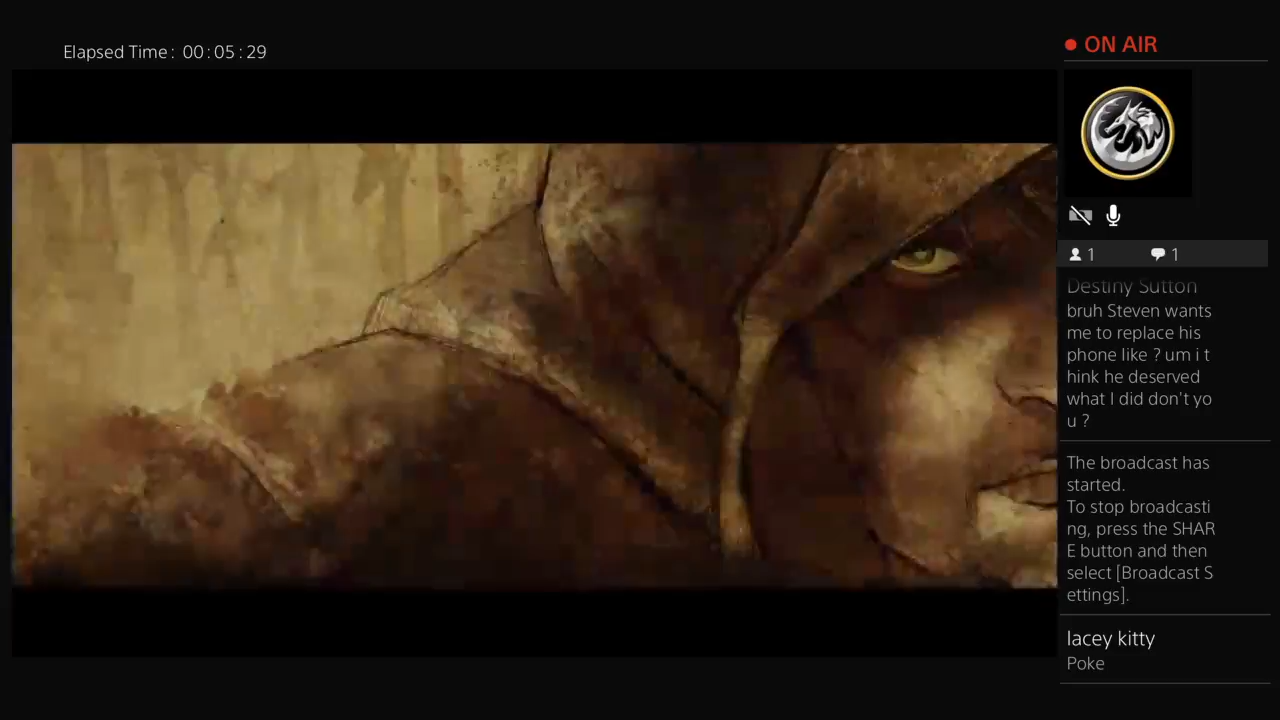 Elapsed Time: 00:05:29
ON AIR
1 1
Destiny Sutton
bruh Steven wants
me to replace his
phone like ? um i t
hink he deserved
what I did don't yo
u ?
The broadcast has
started.
To stop broadcasti
ng, press the SHAR
E button and then
select [Broadcast S
ettings].
lacey kitty
Poke